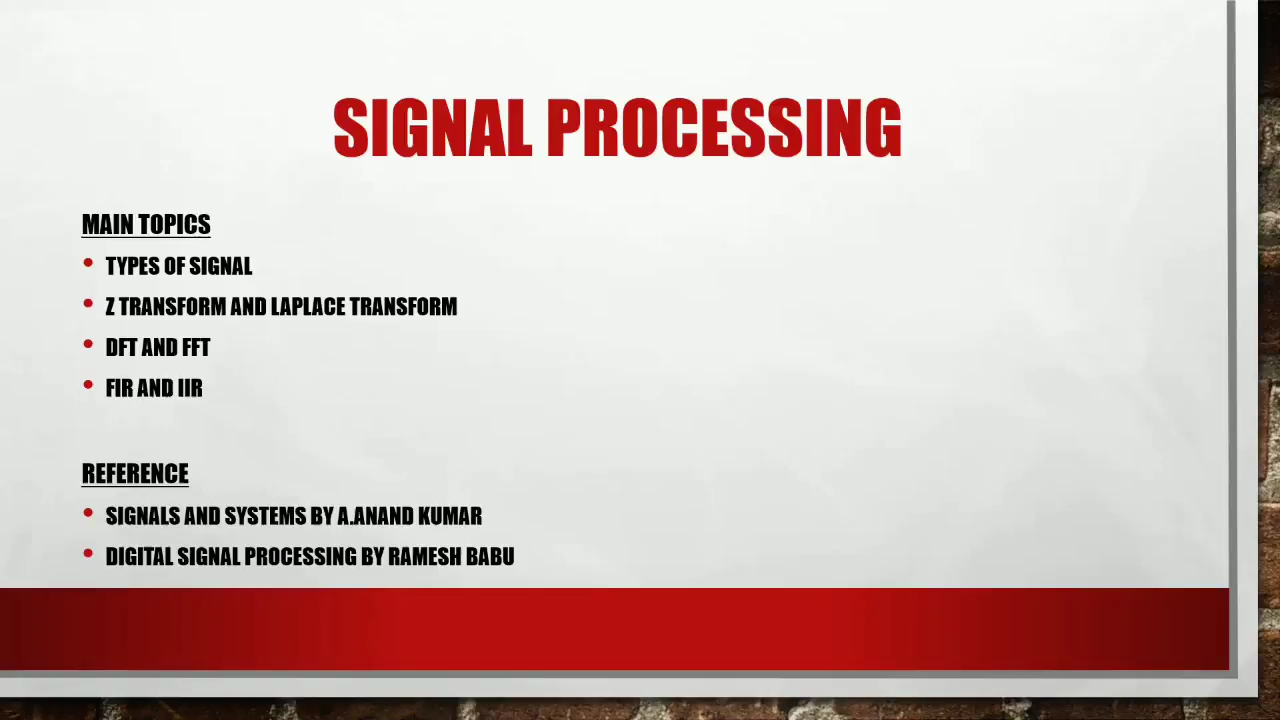 SIGNAL PROCESSING
MAIN TOPICS
• TYPES OF SIGNAL
• Z TRANSFORM AND LAPLACE TRANSFORM
• DFT AND FFT
• FIR AND IIR
REFERENCE
• SIGNALS AND SYSTEMS BY A.ANAND KUMAR
• DIGITAL SIGNAL PROCESSING BY RAMESH BABU